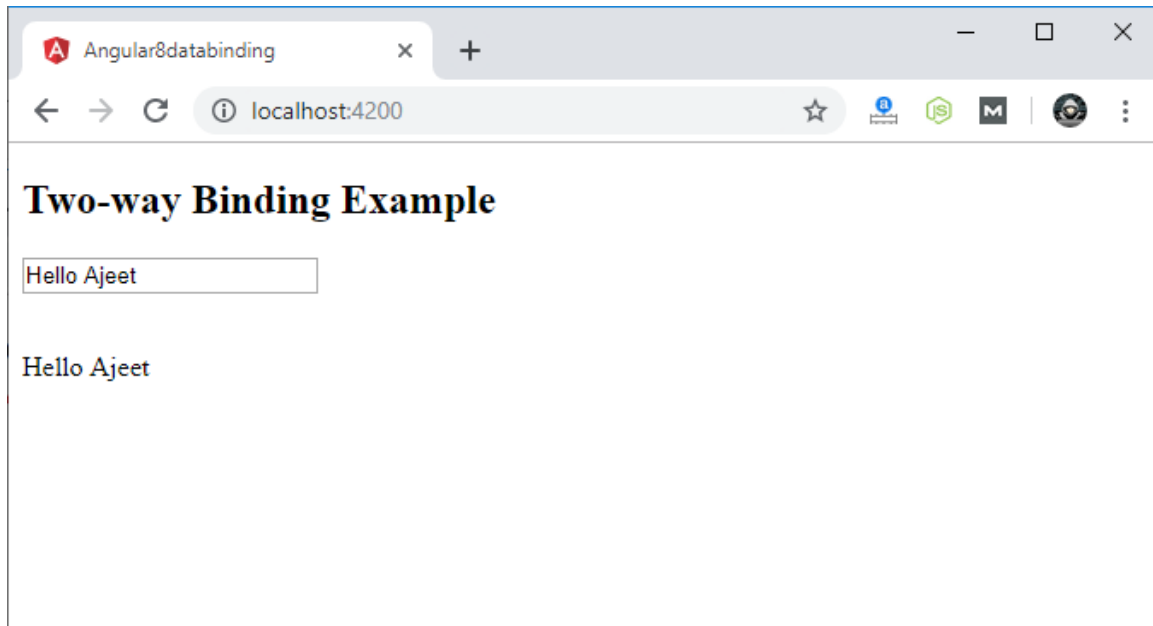 Angular8databinding
localhost:4200
Two-way Binding Example
Hello Ajeet
Hello Ajeet